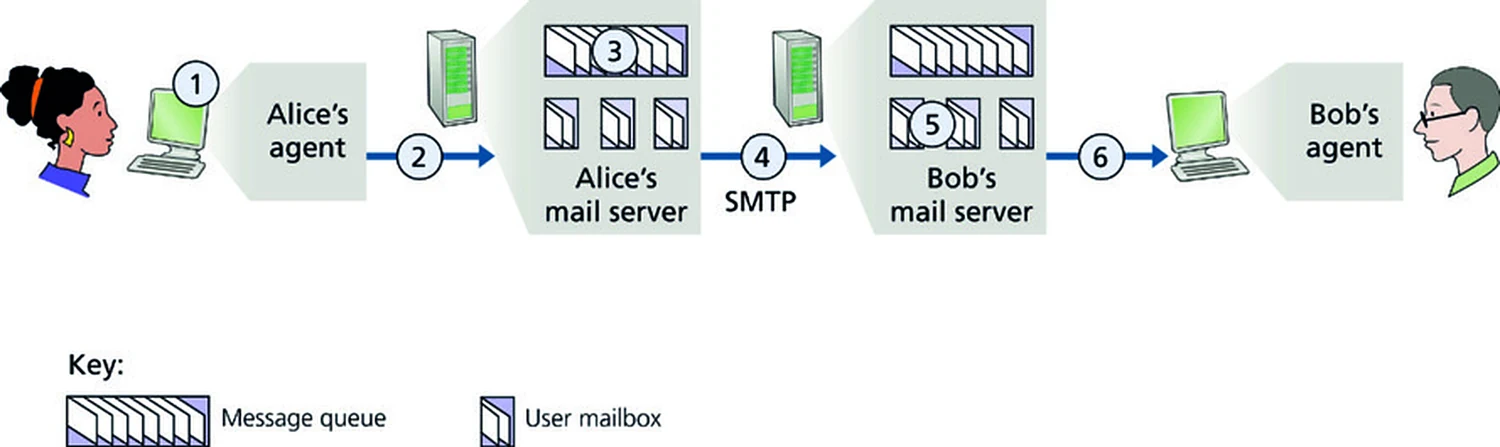 1
Alice's
agent
2
3
Alice's
mail server
4
SMTP
5
Bob's
mail server
6
Bob's
agent
Key:
Message queue
User mailbox